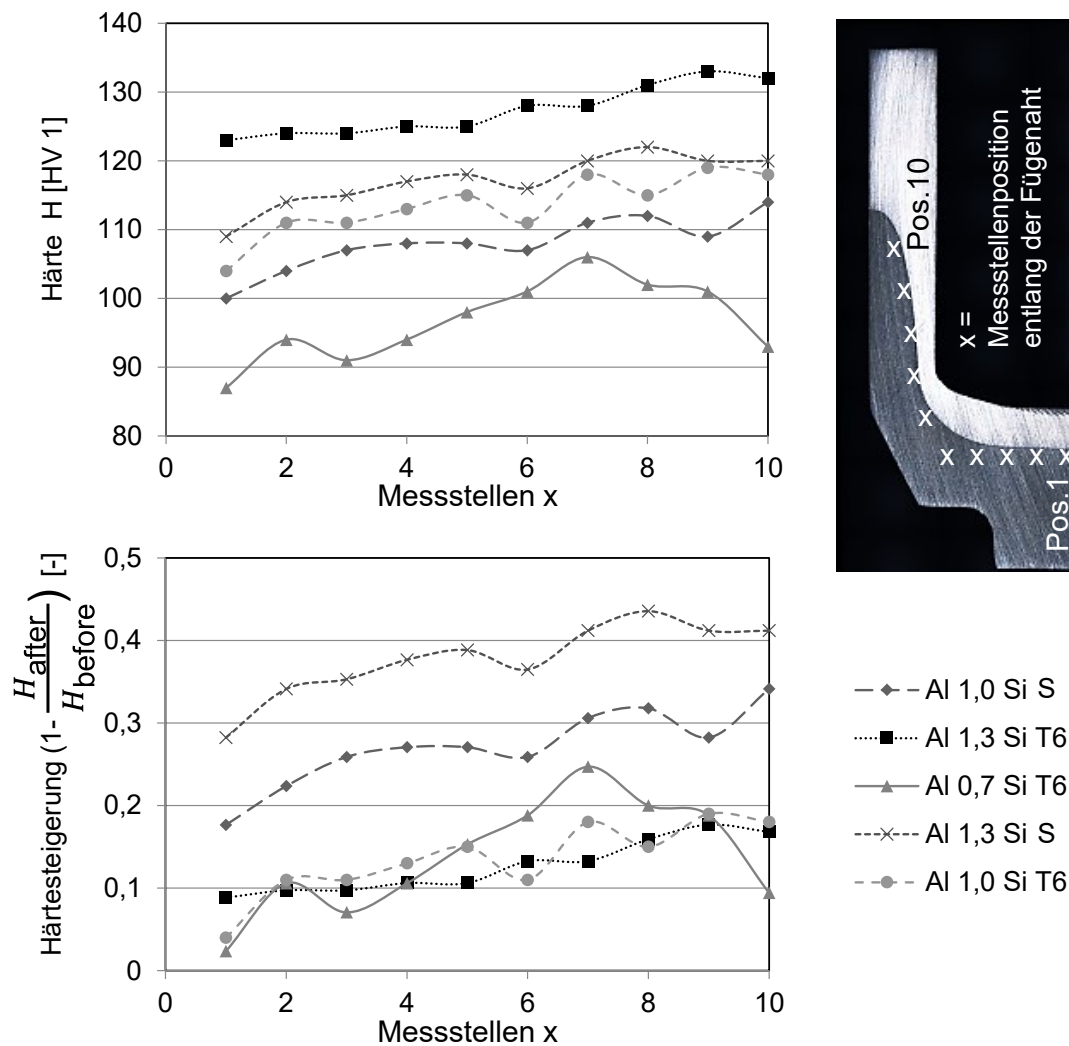 140
130
120
110
100
90
80
0 2 4 6 8 10
Härte H [HV 1]
Messstellen x
Pos.10
x =
Messstellenposition
entlang der Fügenaht
x
x
x
x
x
x x x x x
Pos.1
0,5
0,4
0,3
0,2
0,1
0
0 2 4 6 8 10
Härtesteigerung (1- H after / H before ) [-]
Messstellen x
Al 1,0 Si S
Al 1,3 Si T6
Al 0,7 Si T6
Al 1,3 Si S
Al 1,0 Si T6